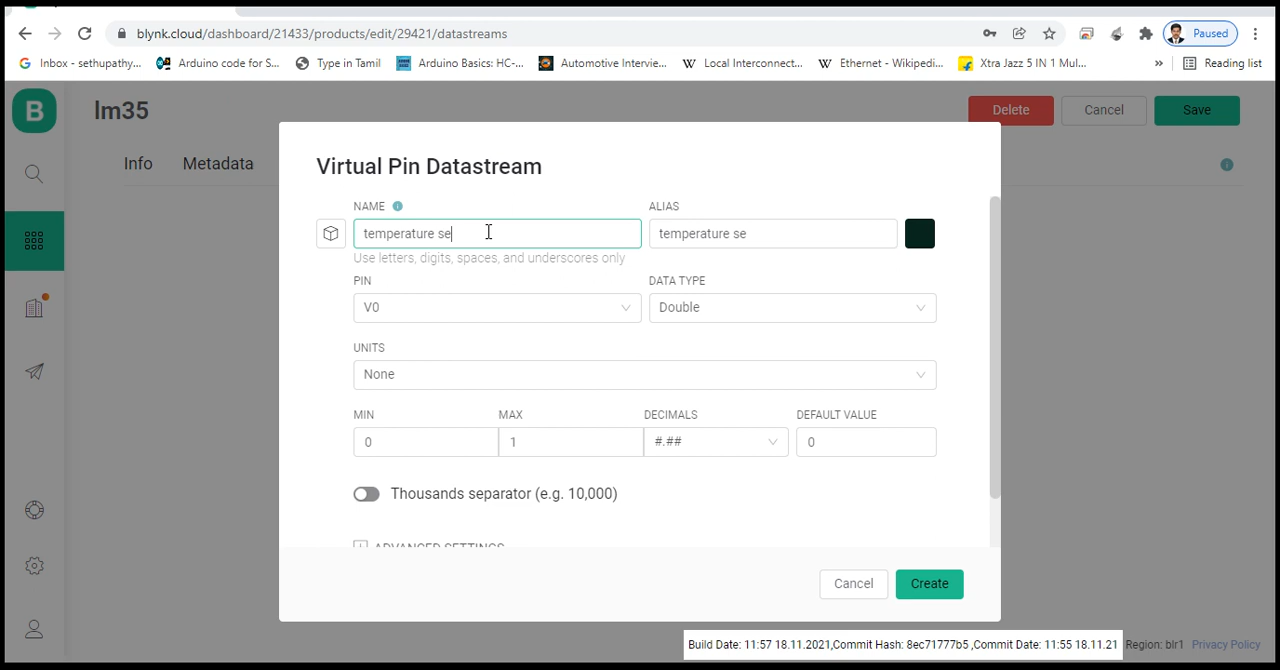 blynk.cloud/dashboard/21433/products/edit/29421/datastreams
Paused
Inbox - sethupathy... Arduino code for S... Type in Tamil Arduino Basics: HC-... Automotive Intervie... Local Interconnect... Ethernet - Wikipedi... Xtra Jazz 5 IN 1 Mul... » Reading list
B
lm35
Delete Cancel Save
Info Metadata
Virtual Pin Datastream
NAME ALIAS
temperature se temperature se
Use letters, digits, spaces, and underscores only
PIN DATA TYPE
V0 Double
UNITS
None
MIN MAX DECIMALS DEFAULT VALUE
0 1 #.## 0
Thousands separator (e.g. 10,000)
ADVANCED SETTINGS
Cancel Create
Build Date: 11:57 18.11.2021,Commit Hash: 8ec71777b5 ,Commit Date: 11:55 18.11.21 Region: blr1 Privacy Policy